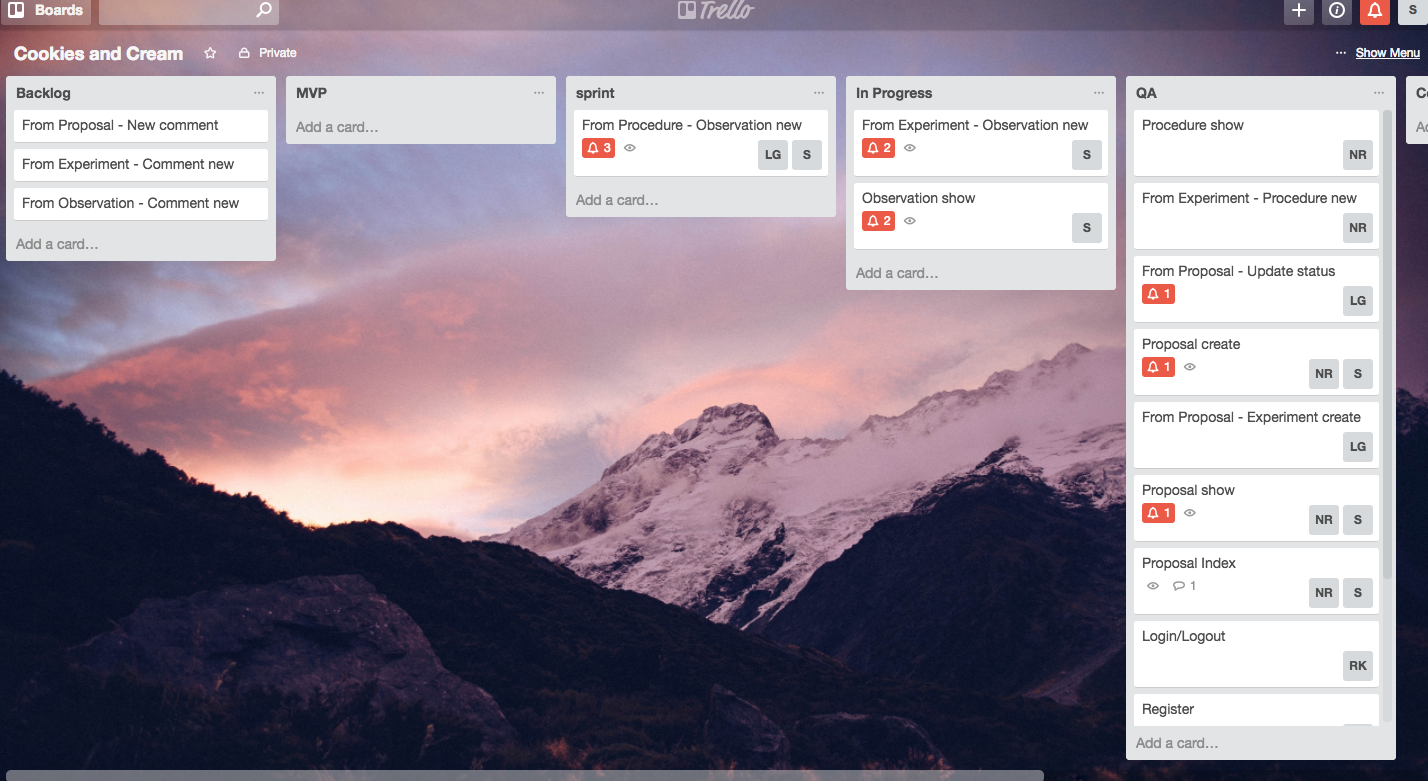 Boards
Trello
S
Cookies and Cream
Private
... Show Menu
Backlog
From Proposal - New comment
From Experiment - Comment new
From Observation - Comment new
Add a card…
MVP
Add a card…
sprint
From Procedure - Observation new
3
LG S
Add a card…
In Progress
From Experiment - Observation new
2
S
Observation show
2
S
Add a card…
QA
Procedure show
NR
From Experiment - Procedure new
NR
From Proposal - Update status
1
LG
Proposal create
1
NR S
From Proposal - Experiment create
LG
Proposal show
1
NR S
Proposal Index
1
NR S
Login/Logout
RK
Register
Add a card…